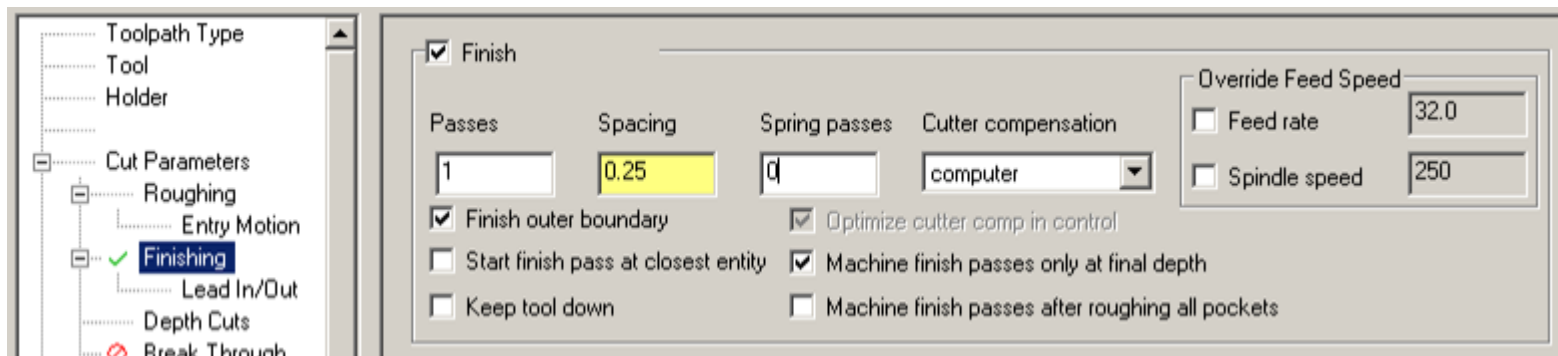 Toolpath Type
Tool
Holder
Cut Parameters
Roughing
Entry Motion
Finishing
Lead In/Out
Depth Cuts
Break Through
Finish
Passes Spacing Spring passes Cutter compensation
1 0.25 0 computer
Finish outer boundary Optimize cutter comp in control
Start finish pass at closest entity Machine finish passes only at final depth
Keep tool down Machine finish passes after roughing all pockets
Override Feed Speed
Feed rate 32.0
Spindle speed 250